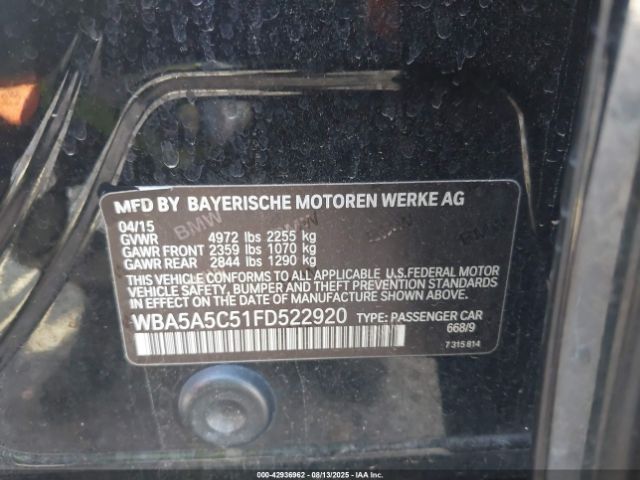 MFD BY BAYERISCHE MOTOREN WERKE AG
04/15
GVWR 4972 lbs 2255 kg
GAWR FRONT 2359 lbs 1070 kg
GAWR REAR 2844 lbs 1290 kg
THIS VEHICLE CONFORMS TO ALL APPLICABLE U.S.FEDERAL MOTOR
VEHICLE SAFETY, BUMPER AND THEFT PREVENTION STANDARDS
IN EFFECT ON THE DATE OF MANUFACTURE SHOWN ABOVE.
WBA5A5C51FD522920 TYPE: PASSENGER CAR
668/9
7 315 814
000-42936962 - 08/13/2025 - © IAA, Inc.